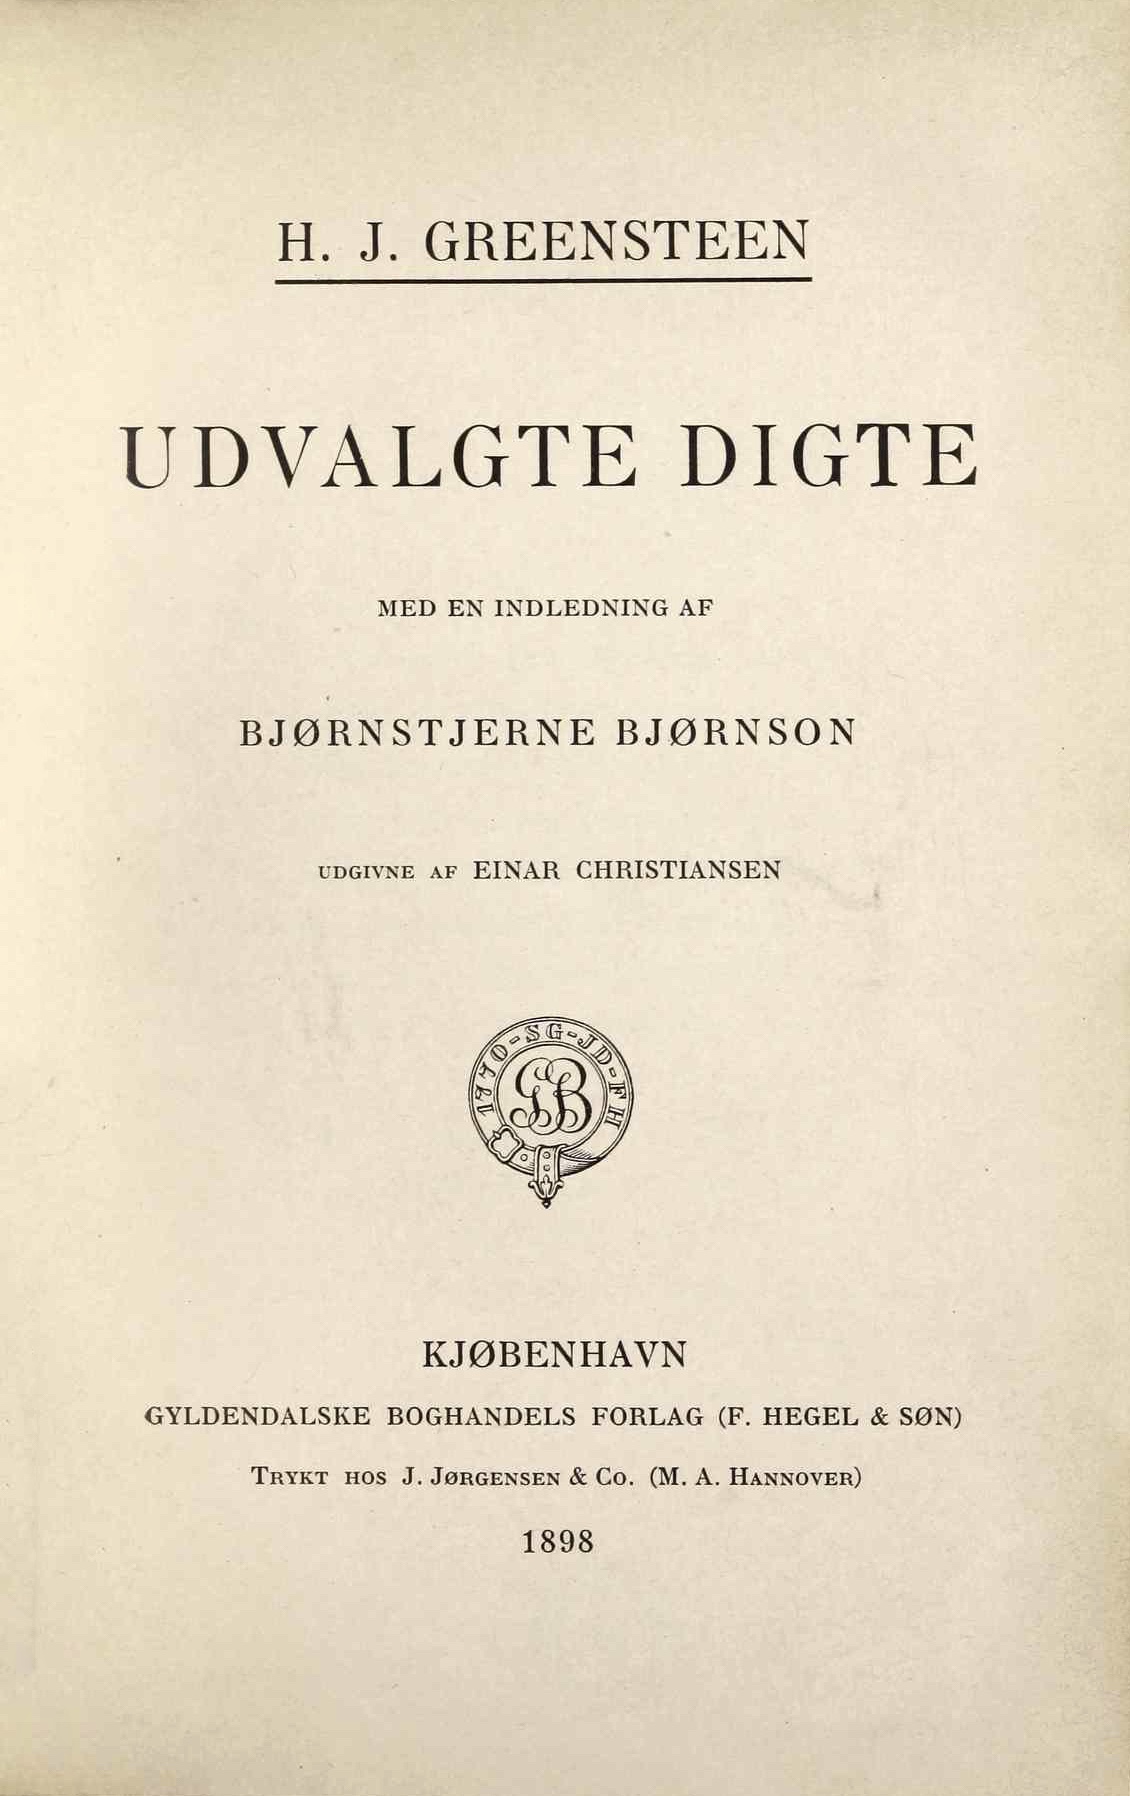 H. J. GREENSTEEN
UDVALGTE DIGTE
MED EN INDLEDNING AF
BJØRNSTJERNE BJØRNSON
UDGIVNE AF EINAR CHRISTIANSEN
1770-SG-JD-FH
GB
KJØBENHAVN
GYLDENDALSKE BOGHANDELS FORLAG (F. HEGEL & SØN)
TRYKT HOS J. JØRGENSEN & CO. (M. A. HANNOVER)
1898